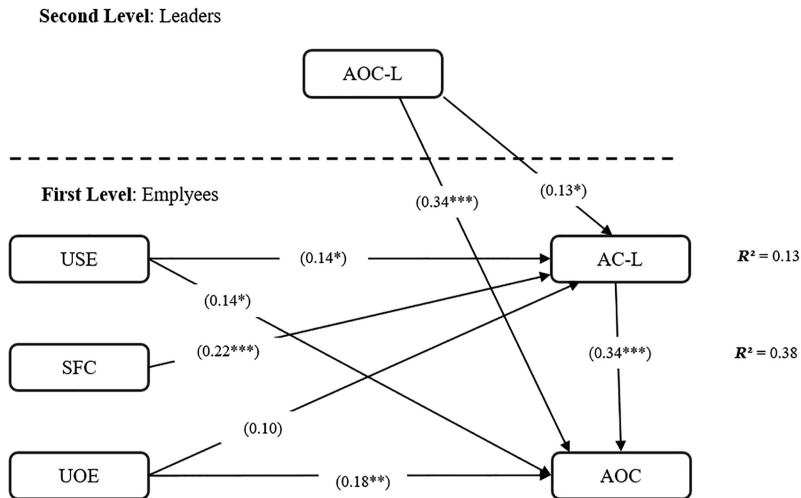 Second Level: Leaders
AOC-L
First Level: Emplyees
(0.34***)
(0.13*)
USE
(0.14*)
AC-L
R² = 0.13
(0.14*)
(0.22***)
(0.34***)
R² = 0.38
SFC
(0.10)
UOE
(0.18**)
AOC